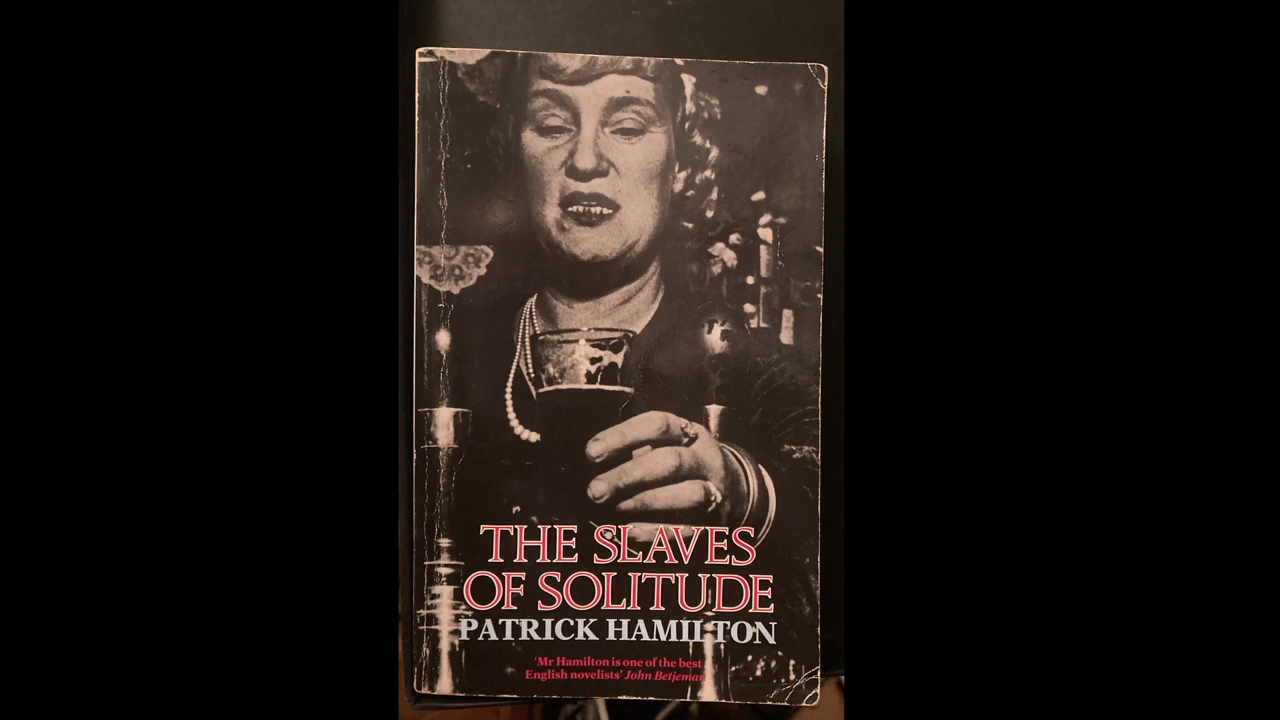 THE SLAVES
OF SOLITUDE
PATRICK HAMILTON
'Mr Hamilton is one of the best
English novelists' John Betjeman